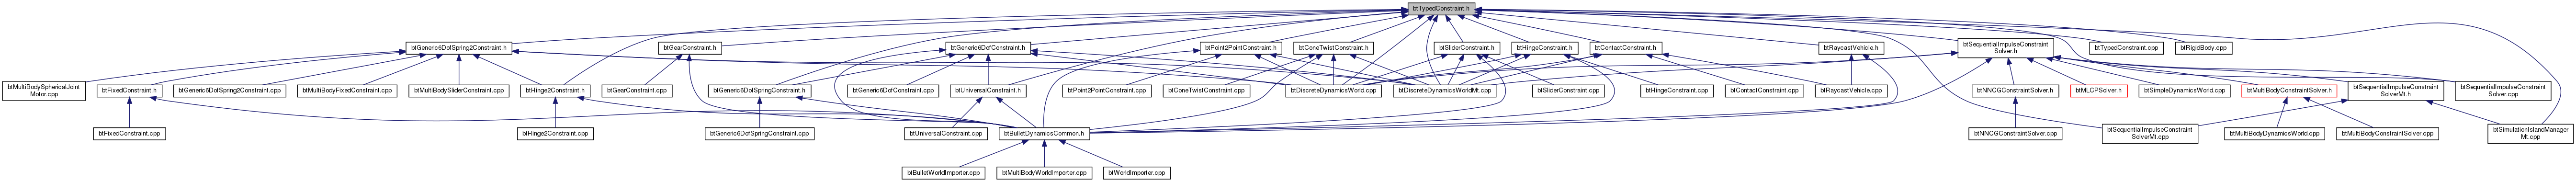 btTypedConstraint.h
btGeneric6DofSpring2Constraint.h
btGearConstraint.h
btGeneric6DofConstraint.h
btPoint2PointConstraint.h
btConeTwistConstraint.h
btSliderConstraint.h
btHingeConstraint.h
btContactConstraint.h
btRaycastVehicle.h
btSequentialImpulseConstraint
Solver.h
btTypedConstraint.cpp
btRigidBody.cpp
btMultiBodySphericalJoint
Motor.cpp
btFixedConstraint.h
btGeneric6DofSpring2Constraint.cpp
btMultiBodyFixedConstraint.cpp
btMultiBodySliderConstraint.cpp
btHinge2Constraint.h
btGearConstraint.cpp
btGeneric6DofSpringConstraint.h
btGeneric6DofConstraint.cpp
btUniversalConstraint.h
btPoint2PointConstraint.cpp
btConeTwistConstraint.cpp
btDiscreteDynamicsWorld.cpp
btDiscreteDynamicsWorldMt.cpp
btSliderConstraint.cpp
btHingeConstraint.cpp
btContactConstraint.cpp
btRaycastVehicle.cpp
btNNCGConstraintSolver.h
btMLCPSolver.h
btSimpleDynamicsWorld.cpp
btMultiBodyConstraintSolver.h
btSequentialImpulseConstraint
SolverMt.h
btSequentialImpulseConstraint
Solver.cpp
btFixedConstraint.cpp
btHinge2Constraint.cpp
btGeneric6DofSpringConstraint.cpp
btUniversalConstraint.cpp
btBulletDynamicsCommon.h
btNNCGConstraintSolver.cpp
btSequentialImpulseConstraint
SolverMt.cpp
btMultiBodyDynamicsWorld.cpp
btMultiBodyConstraintSolver.cpp
btSimulationIslandManager
Mt.cpp
btBulletWorldImporter.cpp
btMultiBodyWorldImporter.cpp
btWorldImporter.cpp